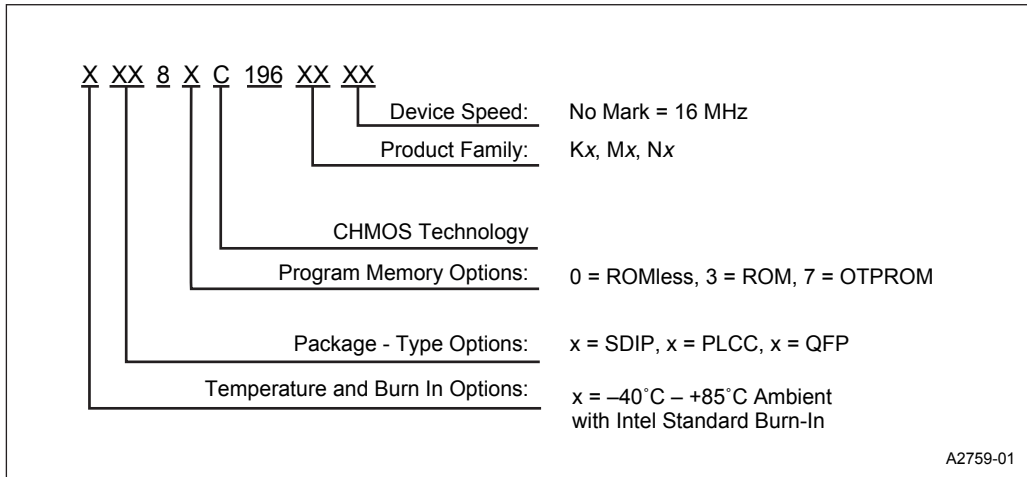 X XX 8 X C 196 XX XX
Device Speed: No Mark = 16 MHz
Product Family: Kx, Mx, Nx
CHMOS Technology
Program Memory Options: 0 = ROMless, 3 = ROM, 7 = OTPROM
Package - Type Options: x = SDIP, x = PLCC, x = QFP
Temperature and Burn In Options: x = –40˚C – +85˚C Ambient
with Intel Standard Burn-In
A2759-01